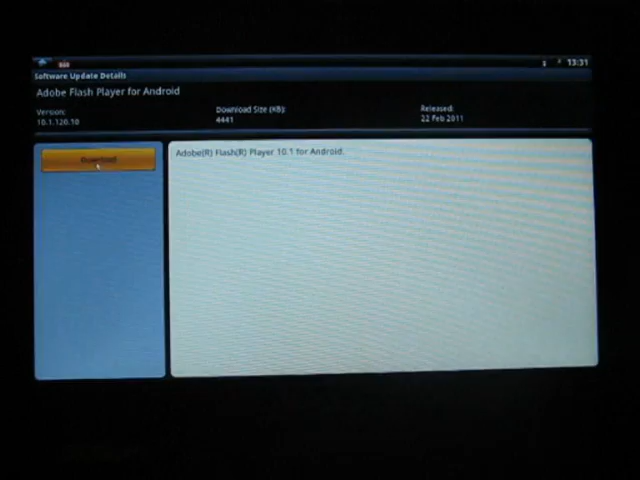 13:31
Software Update Details
Adobe Flash Player for Android
Version: Download Size (KB): Released:
10.1.120.10 4441 22 Feb 2011
Download
Adobe(R) Flash(R) Player 10.1 for Android.